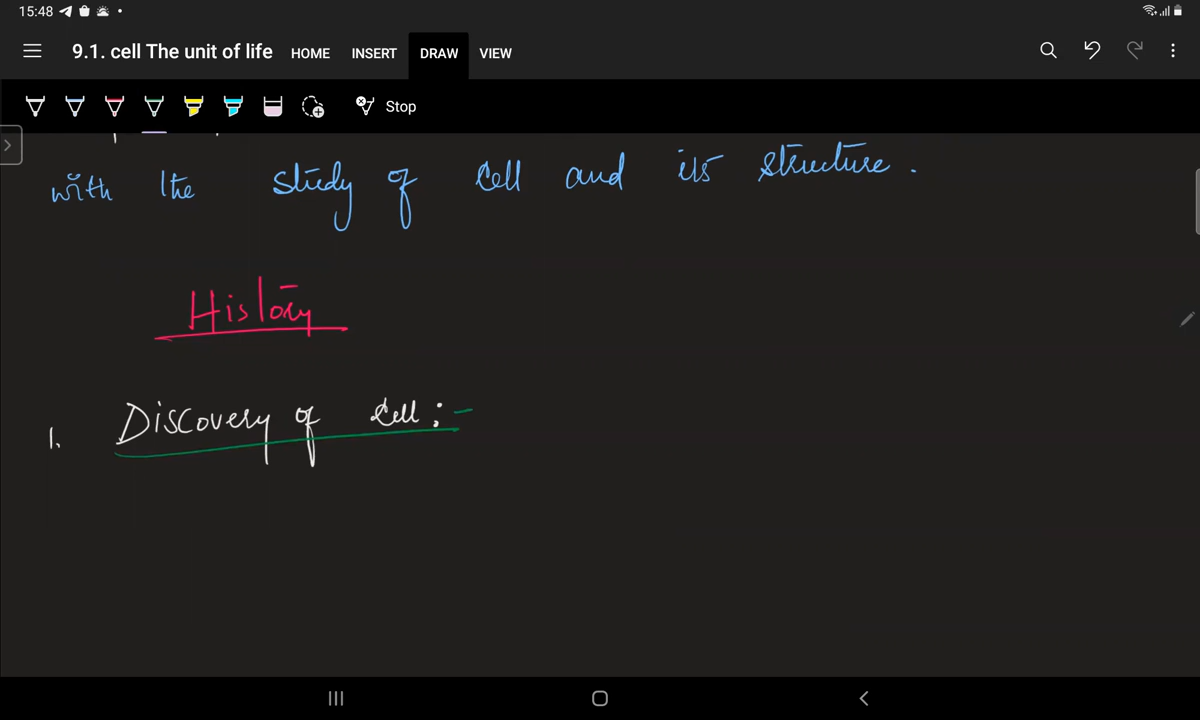 15:48
9.1. cell The unit of life HOME INSERT DRAW VIEW
Stop
with the study of cell and its structure.
History
1. Discovery of cell :-